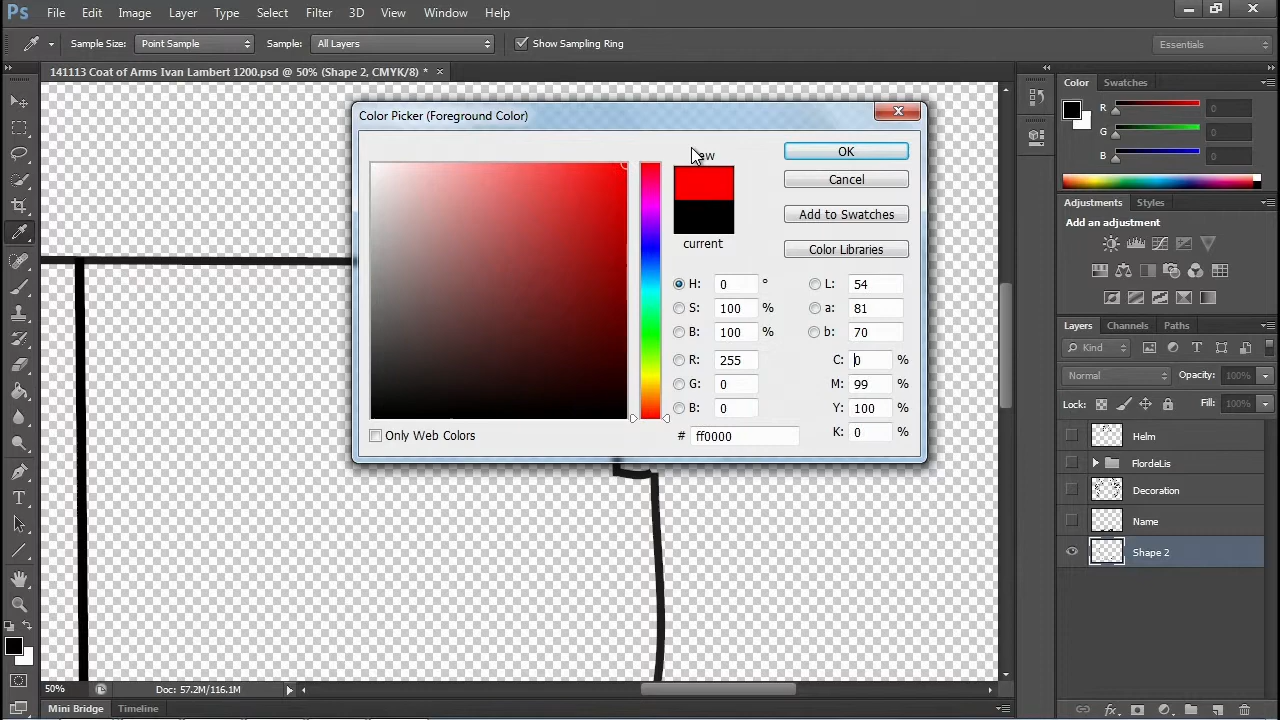 Ps File Edit Image Layer Type Select Filter 3D View Window Help
Sample Size: Point Sample Sample: All Layers Show Sampling Ring Essentials
141113 Coat of Arms Ivan Lambert 1200.psd @ 50% (Shape 2, CMYK/8) * ×
Color Picker (Foreground Color)
OK
Cancel
Add to Swatches
current
Color Libraries
H: 0 °
S: 100 %
B: 100 %
R: 255
G: 0
B: 0
L: 54
a: 81
b: 70
C: 0 %
M: 99 %
Y: 100 %
K: 0 %
Only Web Colors
# ff0000
Color Swatches
R 0
G 0
B 0
Adjustments Styles
Add an adjustment
Layers Channels Paths
Kind
Normal Opacity: 100%
Lock: Fill: 100%
Helm
FlordeLis
Decoration
Name
Shape 2
50% Doc: 57.2M/116.1M
Mini Bridge Timeline